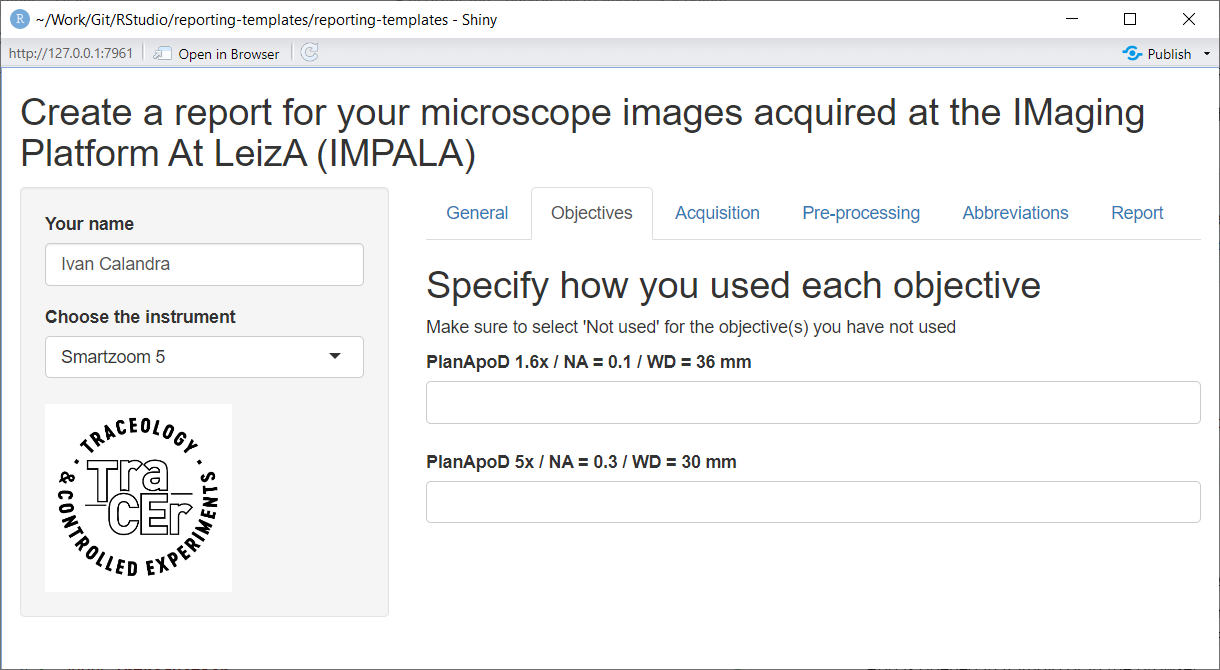 R ~/Work/Git/RStudio/reporting-templates/reporting-templates - Shiny
http://127.0.0.1:7961 Open in Browser Publish
Create a report for your microscope images acquired at the IMaging
Platform At LeizA (IMPALA)
Your name
Ivan Calandra
Choose the instrument
Smartzoom 5
· TRACEOLOGY ·
& CONTROLLED EXPERIMENTS
Tra
CEr
General Objectives Acquisition Pre-processing Abbreviations Report
Specify how you used each objective
Make sure to select 'Not used' for the objective(s) you have not used
PlanApoD 1.6x / NA = 0.1 / WD = 36 mm
PlanApoD 5x / NA = 0.3 / WD = 30 mm